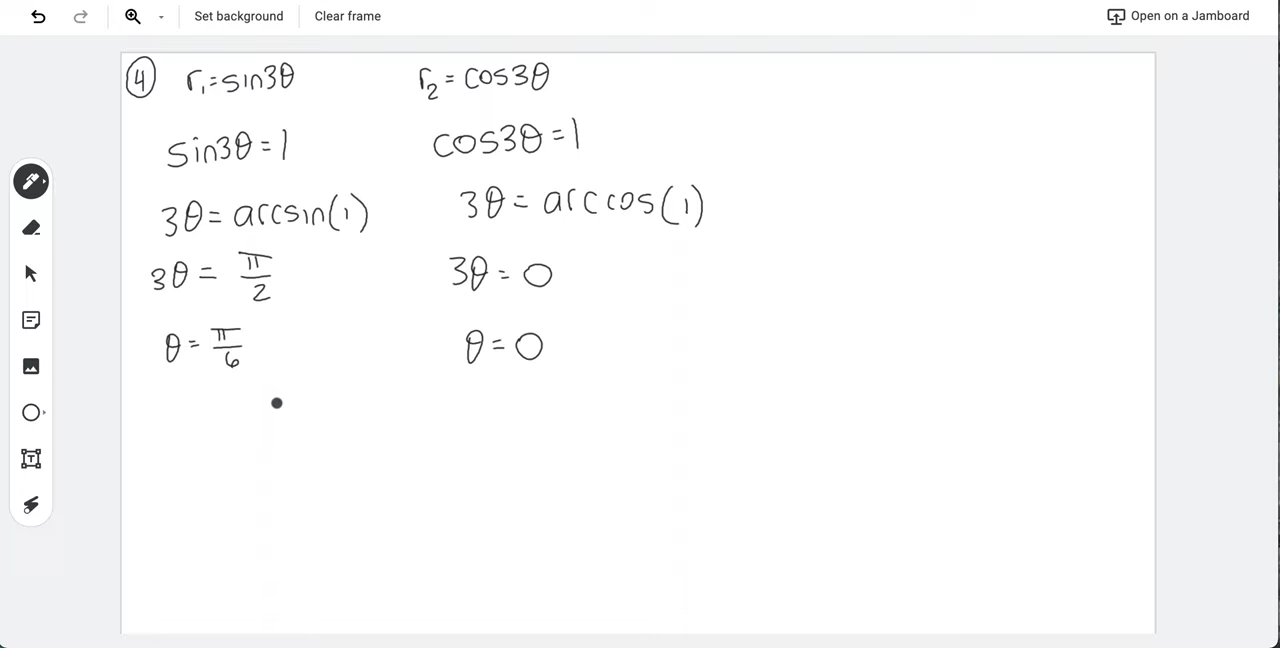 Set background
Clear frame
Open on a Jamboard
④ r₁=sin3θ
r₂=cos3θ
sin3θ=1
cos3θ=1
3θ=arcsin(1)
3θ=arccos(1)
3θ=π/2
3θ=0
θ=π/6
θ=0